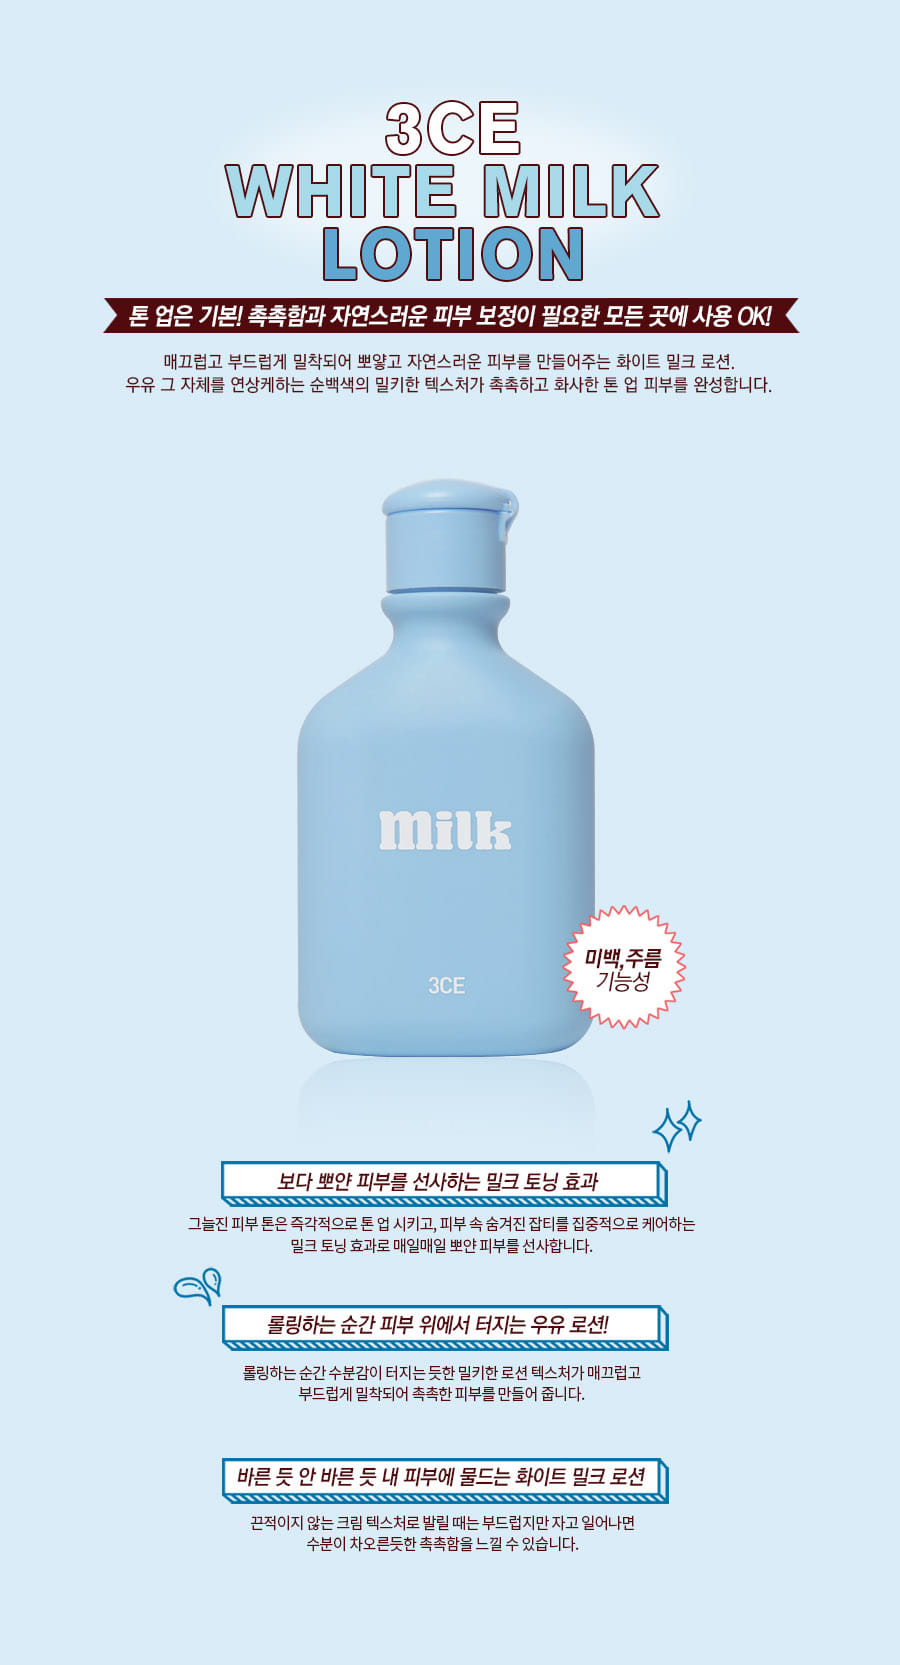 3CE
WHITE MILK
LOTION
톤 업은 기본! 촉촉함과 자연스러운 피부 보정이 필요한 모든 곳에 사용 OK!
매끄럽고 부드럽게 밀착되어 뽀얗고 자연스러운 피부를 만들어주는 화이트 밀크 로션.
우유 그 자체를 연상케하는 순백색의 밀키한 텍스처가 촉촉하고 화사한 톤 업 피부를 완성합니다.
milk
3CE
미백,주름
기능성
보다 뽀얀 피부를 선사하는 밀크 토닝 효과
그늘진 피부 톤은 즉각적으로 톤 업 시키고, 피부 속 숨겨진 잡티를 집중적으로 케어하는
밀크 토닝 효과로 매일매일 뽀얀 피부를 선사합니다.
롤링하는 순간 피부 위에서 터지는 우유 로션!
롤링하는 순간 수분감이 터지는 듯한 밀키한 로션 텍스처가 매끄럽고
부드럽게 밀착되어 촉촉한 피부를 만들어 줍니다.
바른 듯 안 바른 듯 내 피부에 물드는 화이트 밀크 로션
끈적이지 않는 크림 텍스처로 발릴 때는 부드럽지만 자고 일어나면
수분이 차오른듯한 촉촉함을 느낄 수 있습니다.